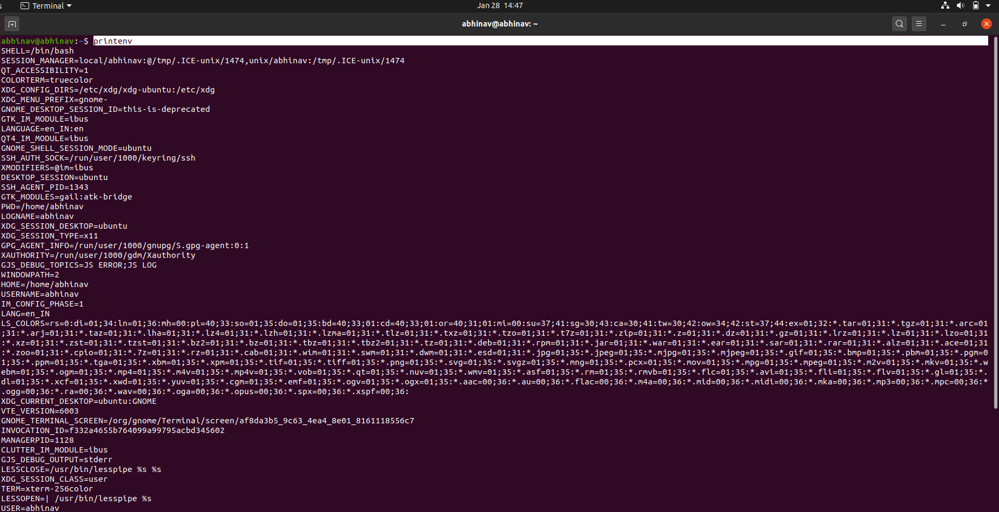 s Terminal Jan 28 14:47
abhinav@abhinav: ~
abhinav@abhinav:~$ printenv
SHELL=/bin/bash
SESSION_MANAGER=local/abhinav:@/tmp/.ICE-unix/1474,unix/abhinav:/tmp/.ICE-unix/1474
QT_ACCESSIBILITY=1
COLORTERM=truecolor
XDG_CONFIG_DIRS=/etc/xdg/xdg-ubuntu:/etc/xdg
XDG_MENU_PREFIX=gnome-
GNOME_DESKTOP_SESSION_ID=this-is-deprecated
GTK_IM_MODULE=ibus
LANGUAGE=en_IN:en
QT4_IM_MODULE=ibus
GNOME_SHELL_SESSION_MODE=ubuntu
SSH_AUTH_SOCK=/run/user/1000/keyring/ssh
XMODIFIERS=@im=ibus
DESKTOP_SESSION=ubuntu
SSH_AGENT_PID=1343
GTK_MODULES=gail:atk-bridge
PWD=/home/abhinav
LOGNAME=abhinav
XDG_SESSION_DESKTOP=ubuntu
XDG_SESSION_TYPE=x11
GPG_AGENT_INFO=/run/user/1000/gnupg/S.gpg-agent:0:1
XAUTHORITY=/run/user/1000/gdm/Xauthority
GJS_DEBUG_TOPICS=JS ERROR;JS LOG
WINDOWPATH=2
HOME=/home/abhinav
USERNAME=abhinav
IM_CONFIG_PHASE=1
LANG=en_IN
LS_COLORS=rs=0:di=01;34:ln=01;36:mh=00:pi=40;33:so=01;35:do=01;35:bd=40;33;01:cd=40;33;01:or=40;31;01:mi=00:su=37;41:sg=30;43:ca=30;41:tw=30;42:ow=34;42:st=37;44:ex=01;32:*.tar=01;31:*.tgz=01;31:*.arc=01
;31:*.arj=01;31:*.taz=01;31:*.lha=01;31:*.lz4=01;31:*.lzh=01;31:*.lzma=01;31:*.tlz=01;31:*.txz=01;31:*.tzo=01;31:*.t7z=01;31:*.zip=01;31:*.z=01;31:*.dz=01;31:*.gz=01;31:*.lrz=01;31:*.lz=01;31:*.lzo=01;31
:*.xz=01;31:*.zst=01;31:*.tzst=01;31:*.bz2=01;31:*.bz=01;31:*.tbz=01;31:*.tbz2=01;31:*.tz=01;31:*.deb=01;31:*.rpm=01;31:*.jar=01;31:*.war=01;31:*.ear=01;31:*.sar=01;31:*.rar=01;31:*.alz=01;31:*.ace=01;31
:*.zoo=01;31:*.cpio=01;31:*.7z=01;31:*.rz=01;31:*.cab=01;31:*.wim=01;31:*.swm=01;31:*.dwm=01;31:*.esd=01;31:*.jpg=01;35:*.jpeg=01;35:*.mjpg=01;35:*.mjpeg=01;35:*.gif=01;35:*.bmp=01;35:*.pbm=01;35:*.pgm=0
1;35:*.ppm=01;35:*.tga=01;35:*.xbm=01;35:*.xpm=01;35:*.tif=01;35:*.tiff=01;35:*.png=01;35:*.svg=01;35:*.svgz=01;35:*.mng=01;35:*.pcx=01;35:*.mov=01;35:*.mpg=01;35:*.mpeg=01;35:*.m2v=01;35:*.mkv=01;35:*.w
ebm=01;35:*.ogm=01;35:*.mp4=01;35:*.m4v=01;35:*.mp4v=01;35:*.vob=01;35:*.qt=01;35:*.nuv=01;35:*.wmv=01;35:*.asf=01;35:*.rm=01;35:*.rmvb=01;35:*.flc=01;35:*.avi=01;35:*.fli=01;35:*.flv=01;35:*.gl=01;35:*.
dl=01;35:*.xcf=01;35:*.xwd=01;35:*.yuv=01;35:*.cgm=01;35:*.emf=01;35:*.ogv=01;35:*.ogx=01;35:*.aac=00;36:*.au=00;36:*.flac=00;36:*.m4a=00;36:*.mid=00;36:*.midi=00;36:*.mka=00;36:*.mp3=00;36:*.mpc=00;36:*
.ogg=00;36:*.ra=00;36:*.wav=00;36:*.oga=00;36:*.opus=00;36:*.spx=00;36:*.xspf=00;36:
XDG_CURRENT_DESKTOP=ubuntu:GNOME
VTE_VERSION=6003
GNOME_TERMINAL_SCREEN=/org/gnome/Terminal/screen/af8da3b5_9c63_4ea4_8e01_8161118556c7
INVOCATION_ID=f332a4655b764099a99795acbd345602
MANAGERPID=1128
CLUTTER_IM_MODULE=ibus
GJS_DEBUG_OUTPUT=stderr
LESSCLOSE=/usr/bin/lesspipe %s %s
XDG_SESSION_CLASS=user
TERM=xterm-256color
LESSOPEN=| /usr/bin/lesspipe %s
USER=abhinav